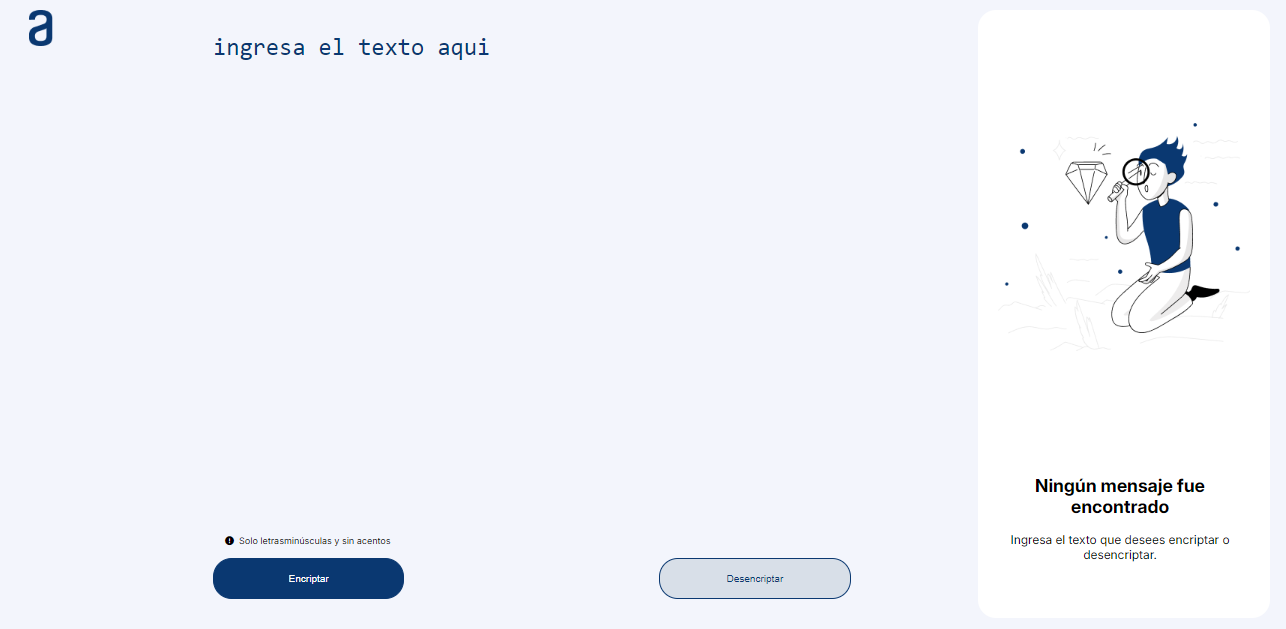 a
ingresa el texto aqui
Solo letrasminúsculas y sin acentos
Encriptar
Desencriptar
Ningún mensaje fue
encontrado
Ingresa el texto que desees encriptar o
desencriptar.